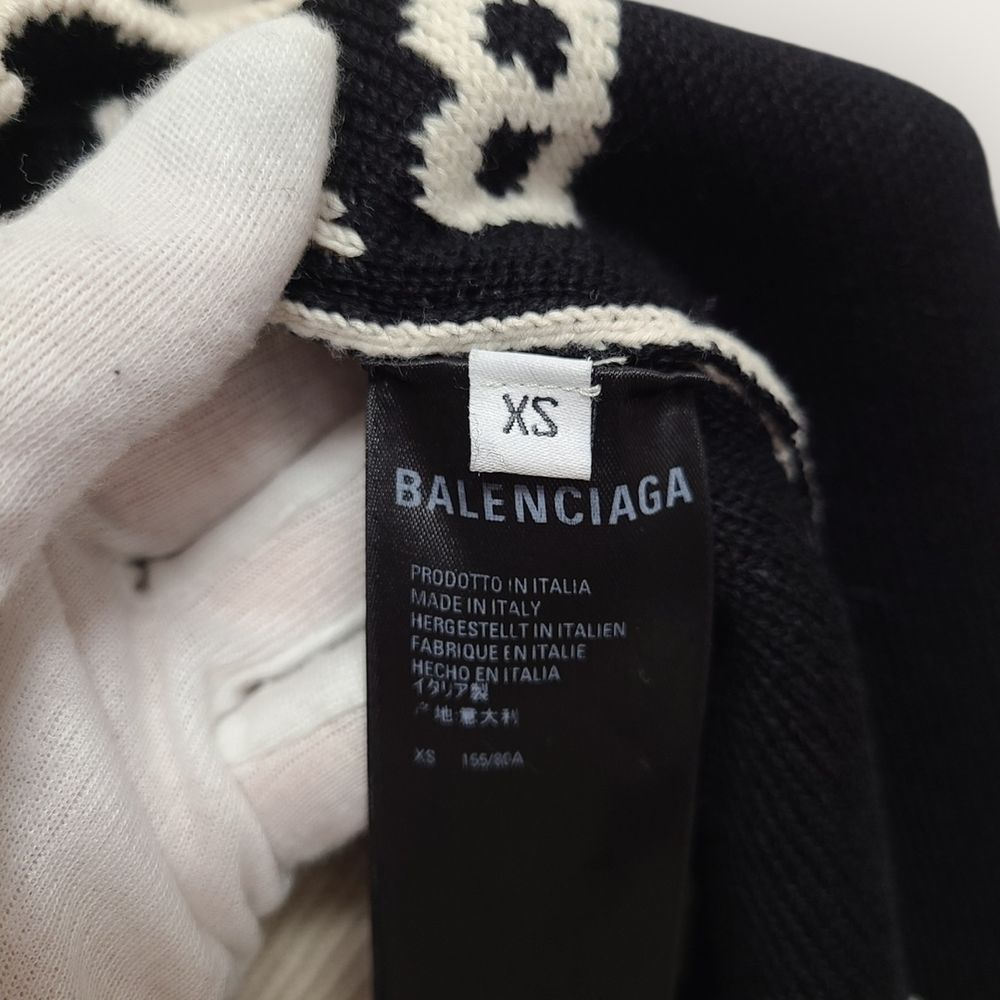 XS
BALENCIAGA
PRODOTTO IN ITALIA
MADE IN ITALY
HERGESTELLT IN ITALIEN
FABRIQUE EN ITALIE
HECHO EN ITALIA
イタリア製
产地:意大利
XS 155/80A